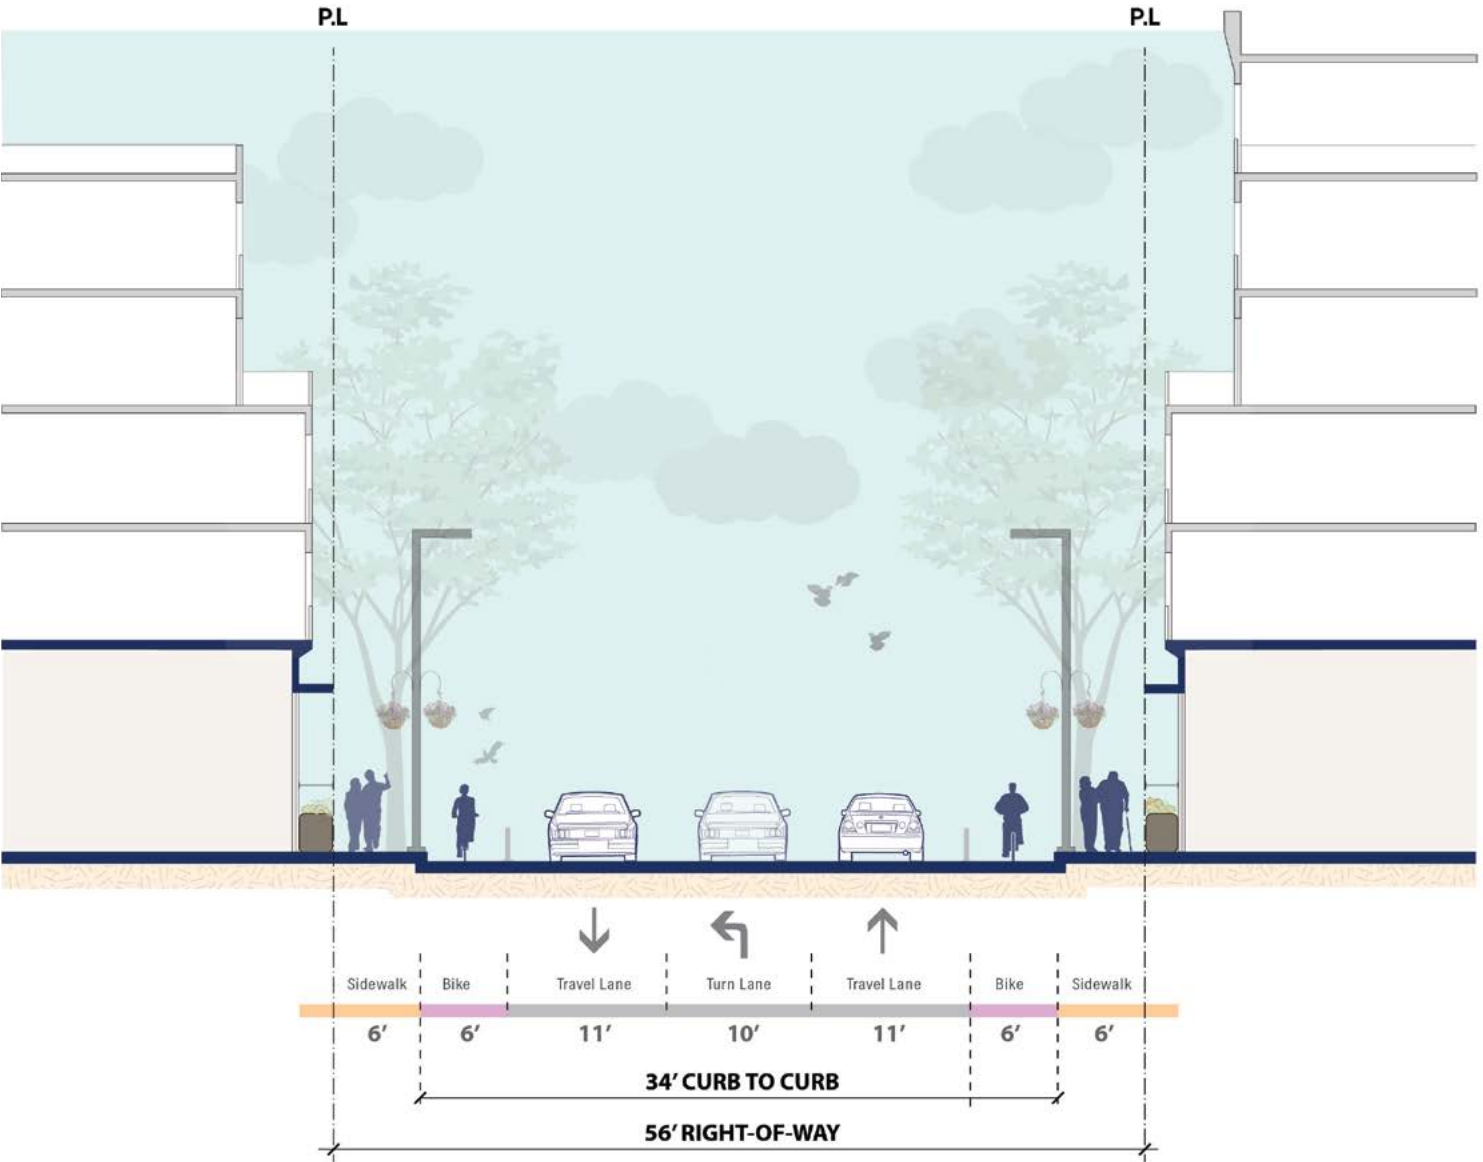 P.L P.L
Sidewalk Bike Travel Lane Turn Lane Travel Lane Bike Sidewalk
6' 6' 11' 10' 11' 6' 6'
34' CURB TO CURB
56' RIGHT-OF-WAY